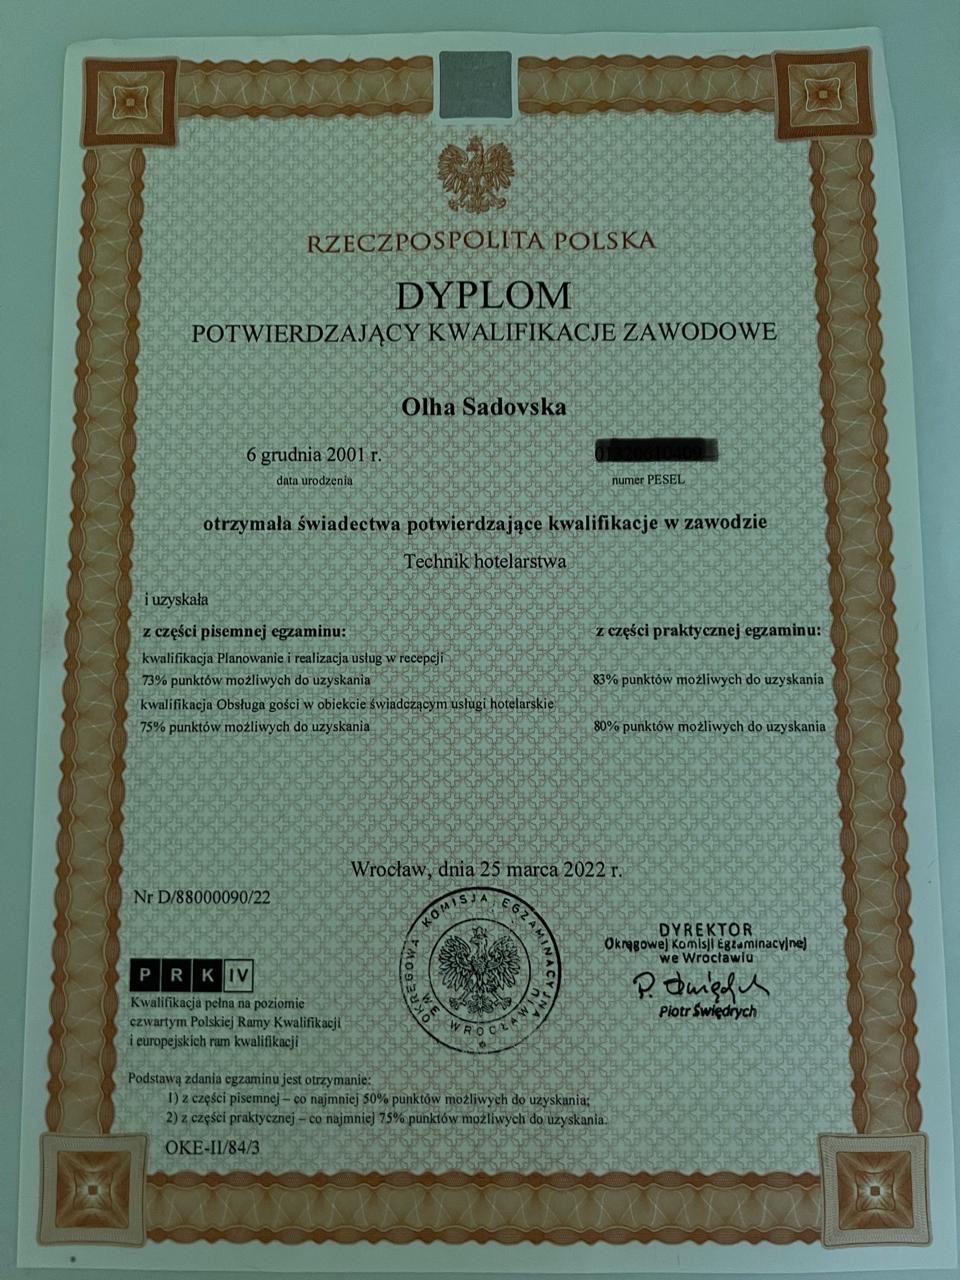 RZECZPOSPOLITA POLSKA
DYPLOM
POTWIERDZAJĄCY KWALIFIKACJE ZAWODOWE
Olha Sadovska
6 grudnia 2001 r.
data urodzenia numer PESEL
otrzymała świadectwa potwierdzające kwalifikacje w zawodzie
Technik hotelarstwa
i uzyskała
z części pisemnej egzaminu: z części praktycznej egzaminu:
kwalifikacja Planowanie i realizacja usług w recepcji
73% punktów możliwych do uzyskania 83% punktów możliwych do uzyskania
kwalifikacja Obsługa gości w obiekcie świadczącym usługi hotelarskie
75% punktów możliwych do uzyskania 80% punktów możliwych do uzyskania
Wrocław, dnia 25 marca 2022 r.
Nr D/88000090/22
OKRĘGOWA KOMISJA EGZAMINACYJNA WE WROCŁAWIU
DYREKTOR
Okręgowej Komisji Egzaminacyjnej
we Wrocławiu
P. Świędrych
Piotr Świędrych
PRK IV
Kwalifikacja pełna na poziomie
czwartym Polskiej Ramy Kwalifikacji
i europejskich ram kwalifikacji
Podstawą zdania egzaminu jest otrzymanie:
1) z części pisemnej – co najmniej 50% punktów możliwych do uzyskania;
2) z części praktycznej – co najmniej 75% punktów możliwych do uzyskania.
OKE-II/84/3